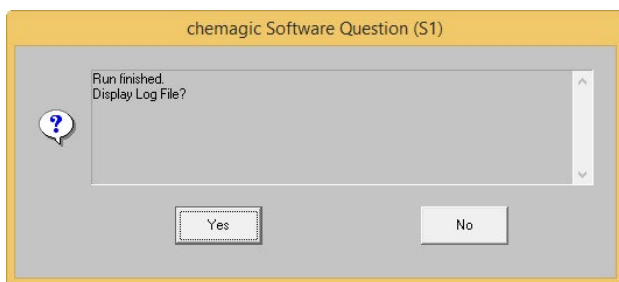 chemagic Software Question (S1)
Run finished.
Display Log File?
?
Yes
No